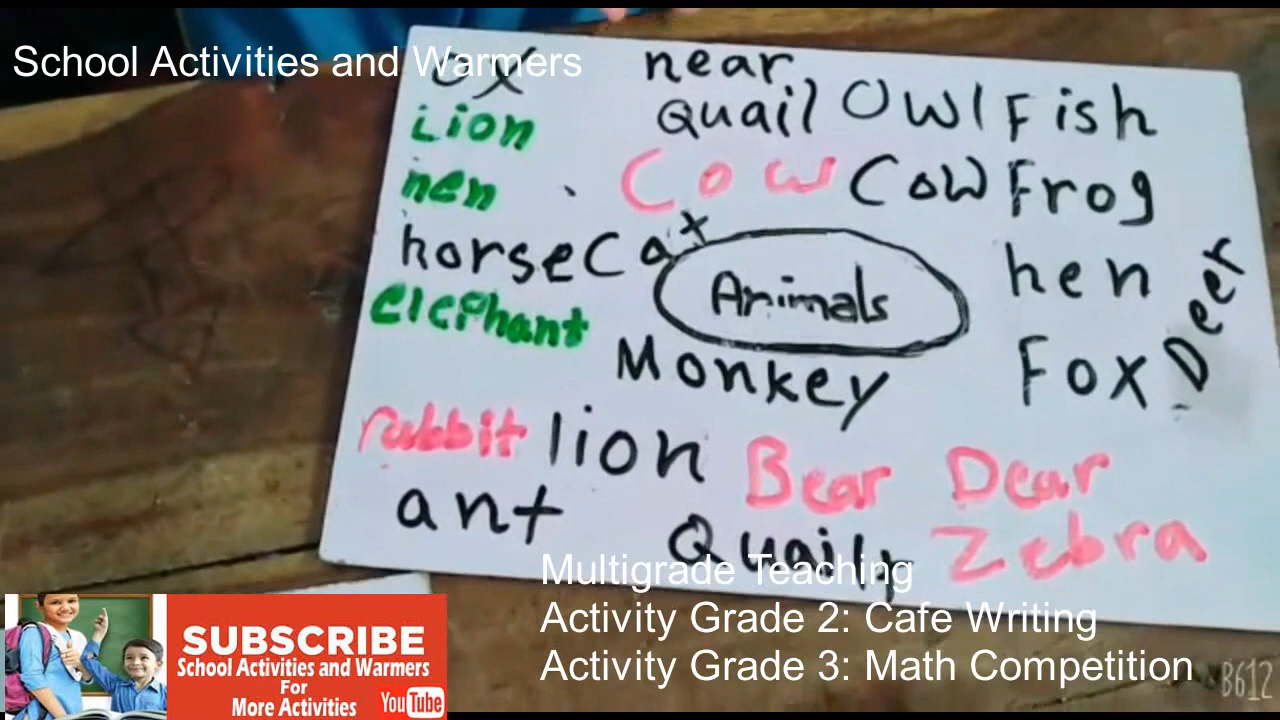 School Activities and Warmers
ox near
Lion Quail Owl Fish
hen Cow Cow Frog
horse Cat Animals hen Deer
Elephant Monkey Fox
rabbit lion Bear Dear
ant Quail Zebra
Multigrade Teaching
Activity Grade 2: Cafe Writing
Activity Grade 3: Math Competition
SUBSCRIBE
School Activities and Warmers
For
More Activities YouTube
B612